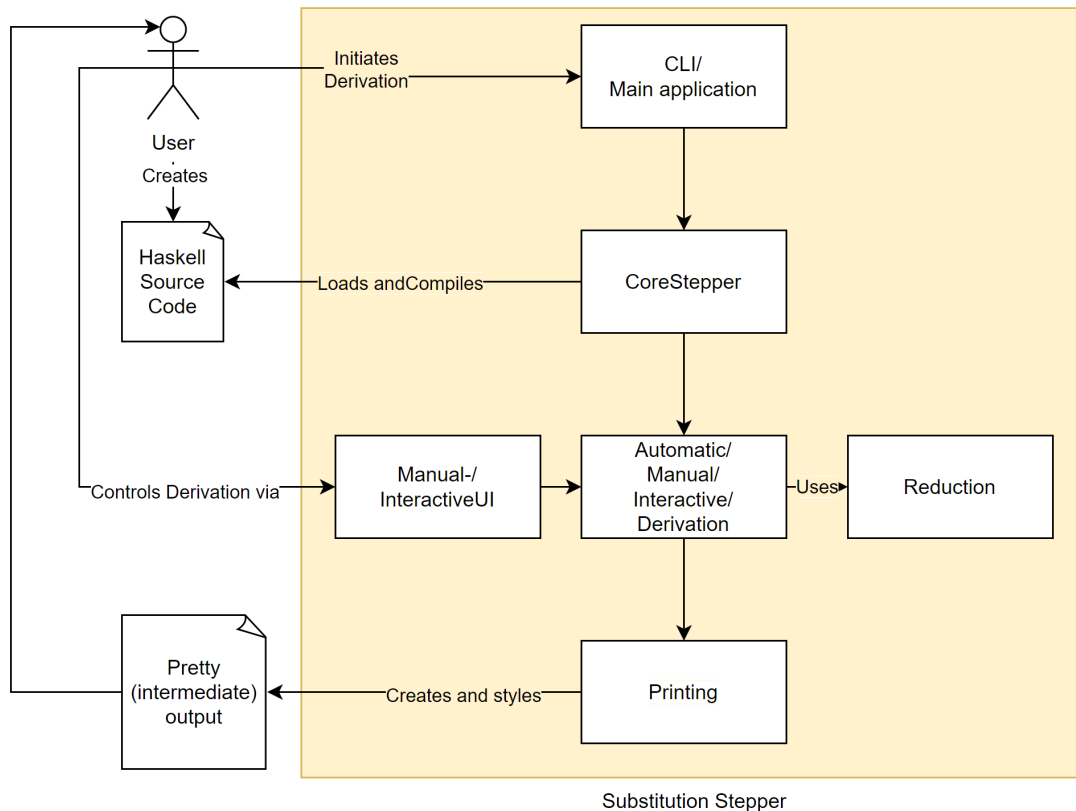 Initiates
Derivation
CLI/
Main application
User
Creates
Haskell
Source
Code
Loads andCompiles
CoreStepper
Controls Derivation via
Manual-/
InteractiveUI
Automatic/
Manual/
Interactive/
Derivation
Uses
Reduction
Pretty
(intermediate)
output
Creates and styles
Printing
Substitution Stepper